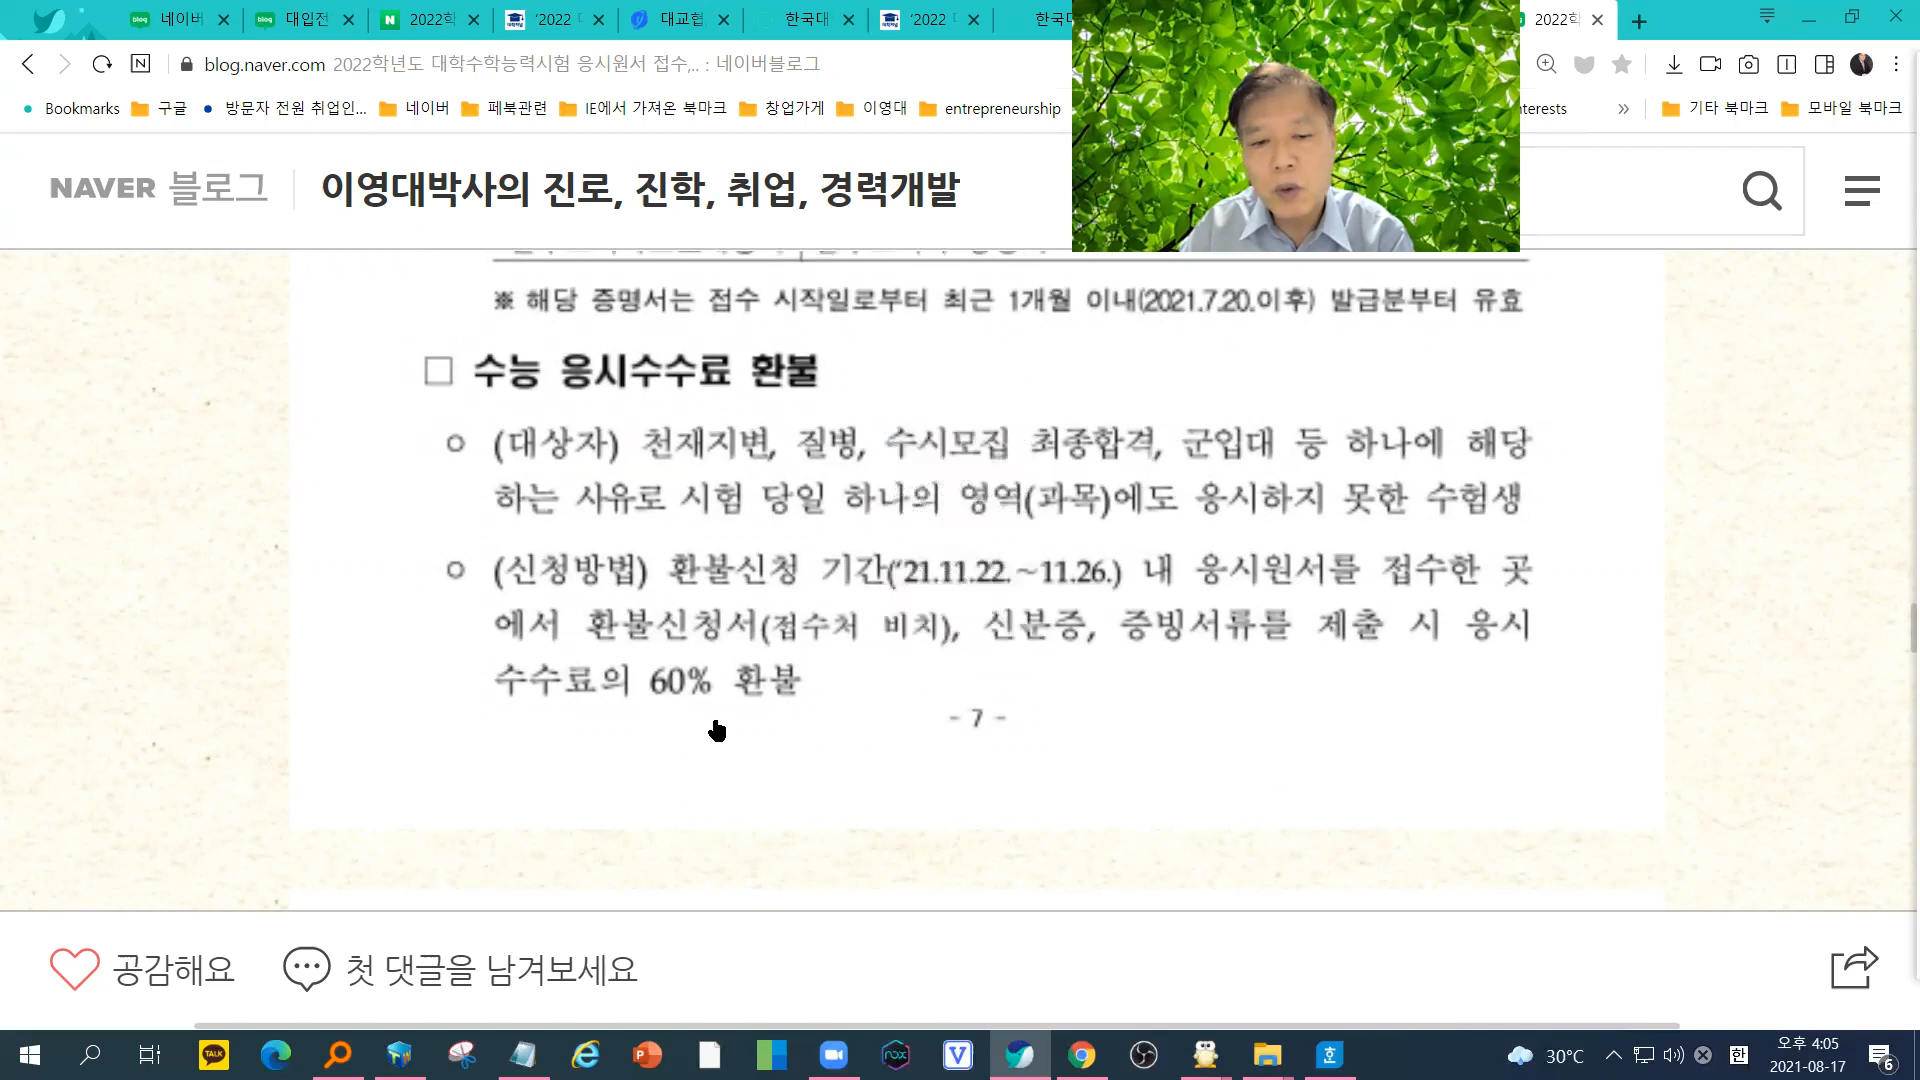 네이버
대입전
2022학
‘2022
대교협
한국대
‘2022
한국대
2022학
blog.naver.com 2022학년도 대학수학능력시험 응시원서 접수,.. : 네이버블로그
Bookmarks 구글 방문자 전원 취업인... 네이버 페북관련 IE에서 가져온 북마크 창업가게 이영대 entrepreneurship nterests » 기타 북마크 모바일 북마크
NAVER 블로그 이영대박사의 진로, 진학, 취업, 경력개발
※ 해당 증명서는 접수 시작일로부터 최근 1개월 이내(2021.7.20.이후) 발급분부터 유효
□ 수능 응시수수료 환불
○ (대상자) 천재지변, 질병, 수시모집 최종합격, 군입대 등 하나에 해당
하는 사유로 시험 당일 하나의 영역(과목)에도 응시하지 못한 수험생
○ (신청방법) 환불신청 기간(‘21.11.22.~11.26.) 내 응시원서를 접수한 곳
에서 환불신청서(접수처 비치), 신분증, 증빙서류를 제출 시 응시
수수료의 60% 환불
- 7 -
공감해요 첫 댓글을 남겨보세요
TALK
nox
V
30°C
한
오후 4:05
2021-08-17
6